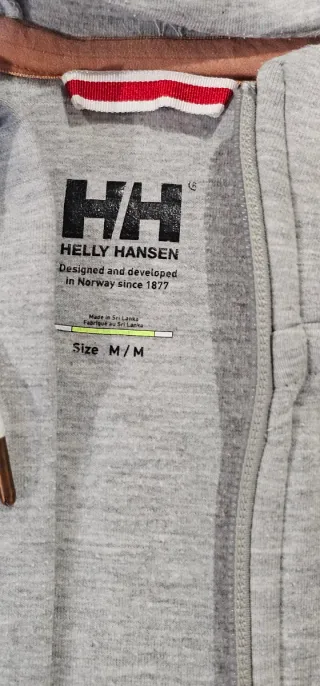 HH®
HELLY HANSEN
Designed and developed
in Norway since 1877
Made in Sri Lanka
Fabriqué au Sri Lanka
Size M / M